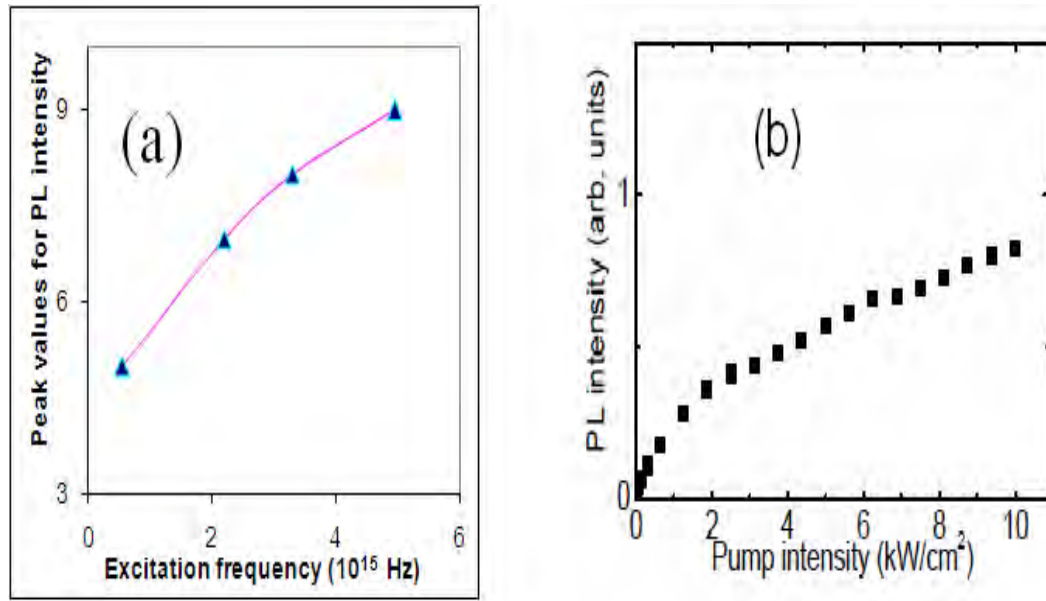 Peak values for PL intensity
(a)
9
6
3
0
2
4
6
Excitation frequency (10¹⁵ Hz)
PL intensity (arb. units)
(b)
1
0
0
2
4
6
8
10
Pump intensity (kW/cm²)